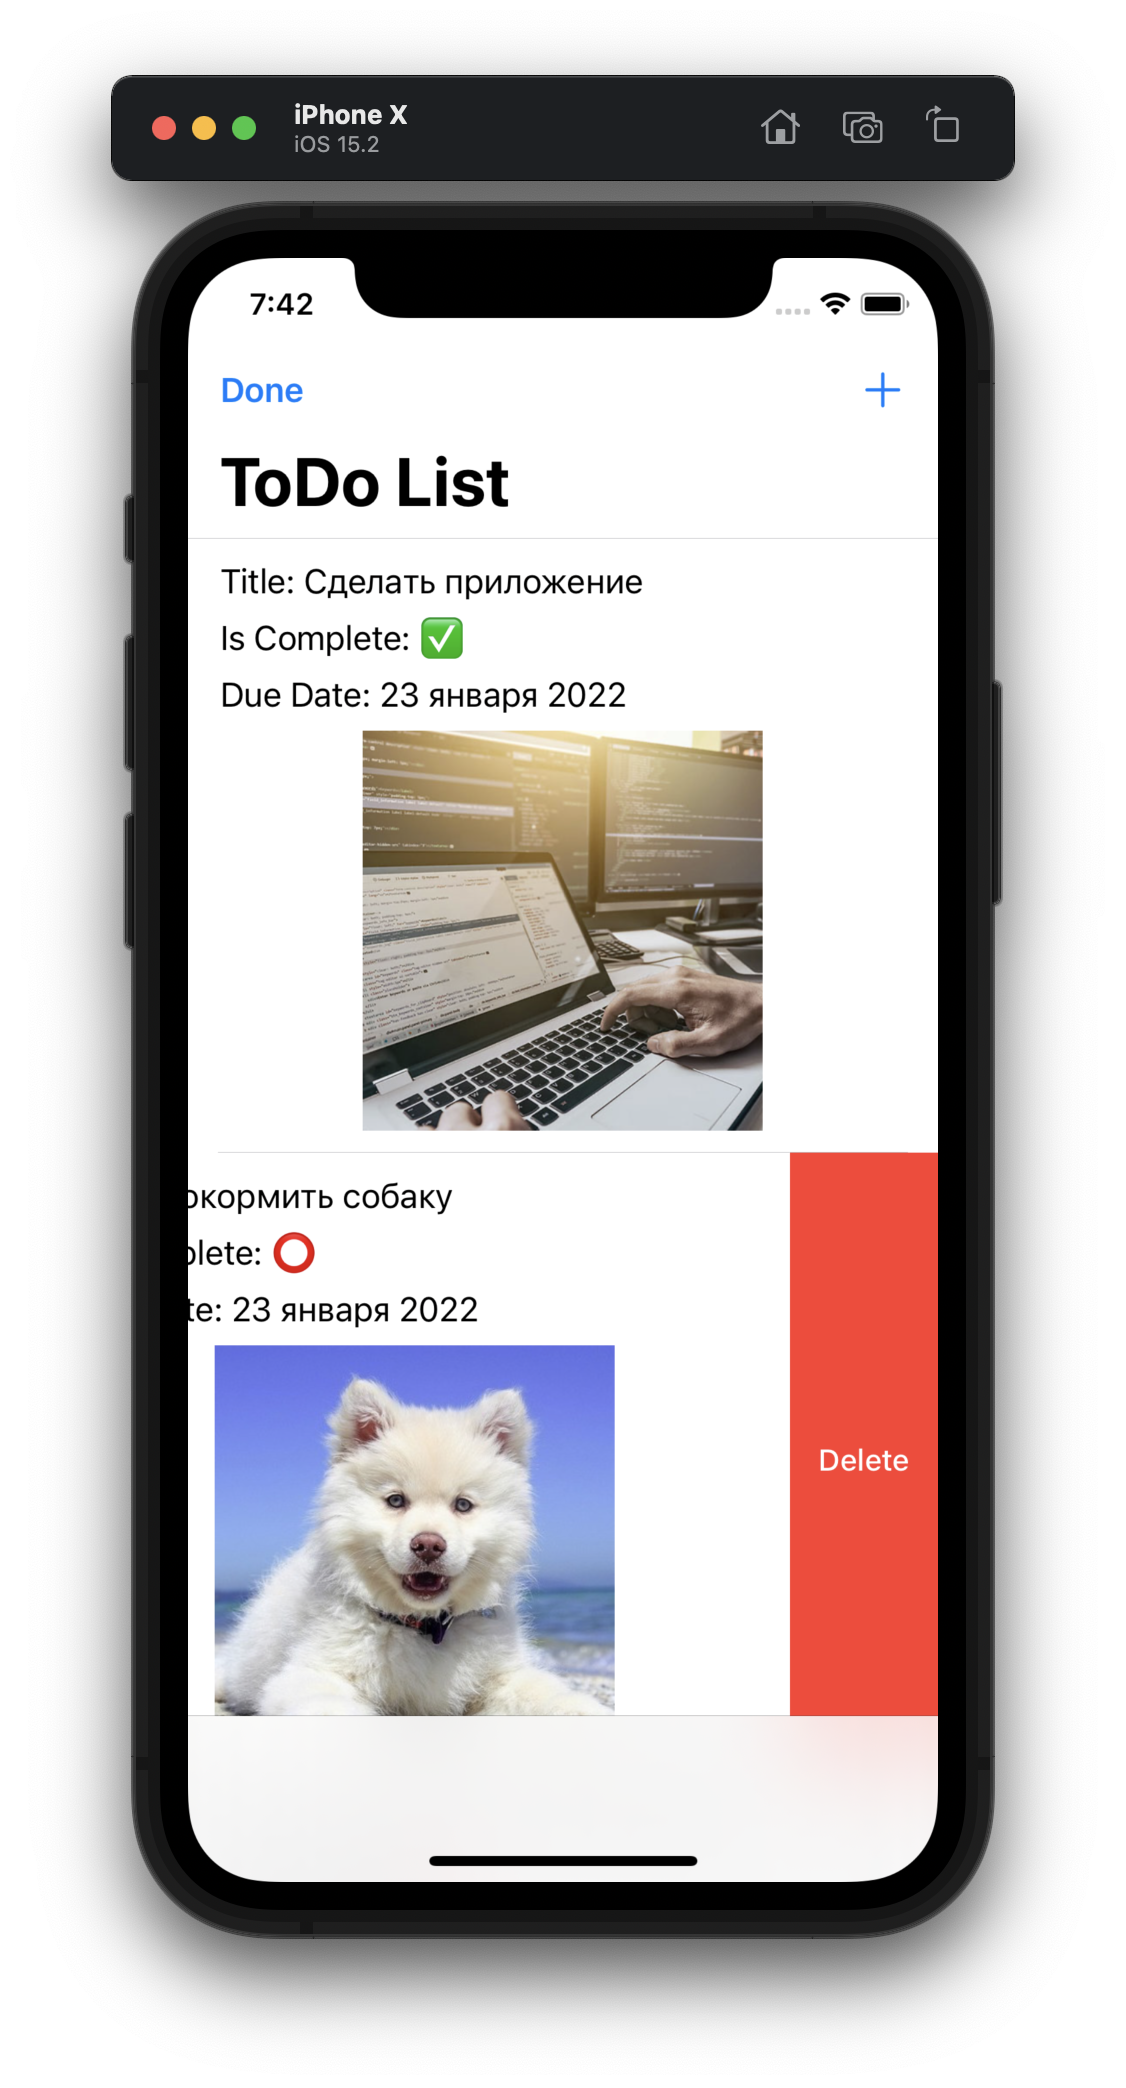 iPhone X
iOS 15.2
7:42
Done
ToDo List
Title: Сделать приложение
Is Complete: ✅
Due Date: 23 января 2022
окормить собаку
plete: ⭕
te: 23 января 2022
Delete